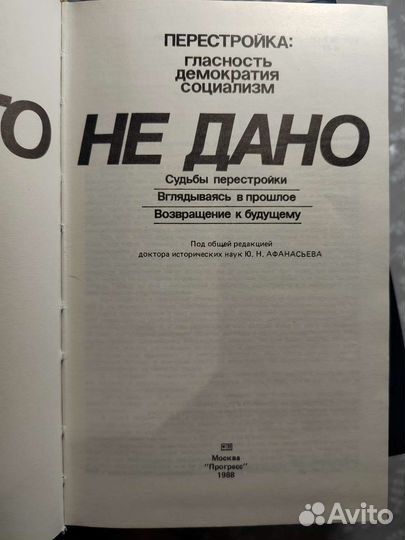 ПЕРЕСТРОЙКА:
гласность
демократия
социализм
ГО НЕ ДАНО
Судьбы перестройки
Вглядываясь в прошлое
Возвращение к будущему
Под общей редакцией
доктора исторических наук Ю. Н. АФАНАСЬЕВА
Москва
"Прогресс"
1988
Avito